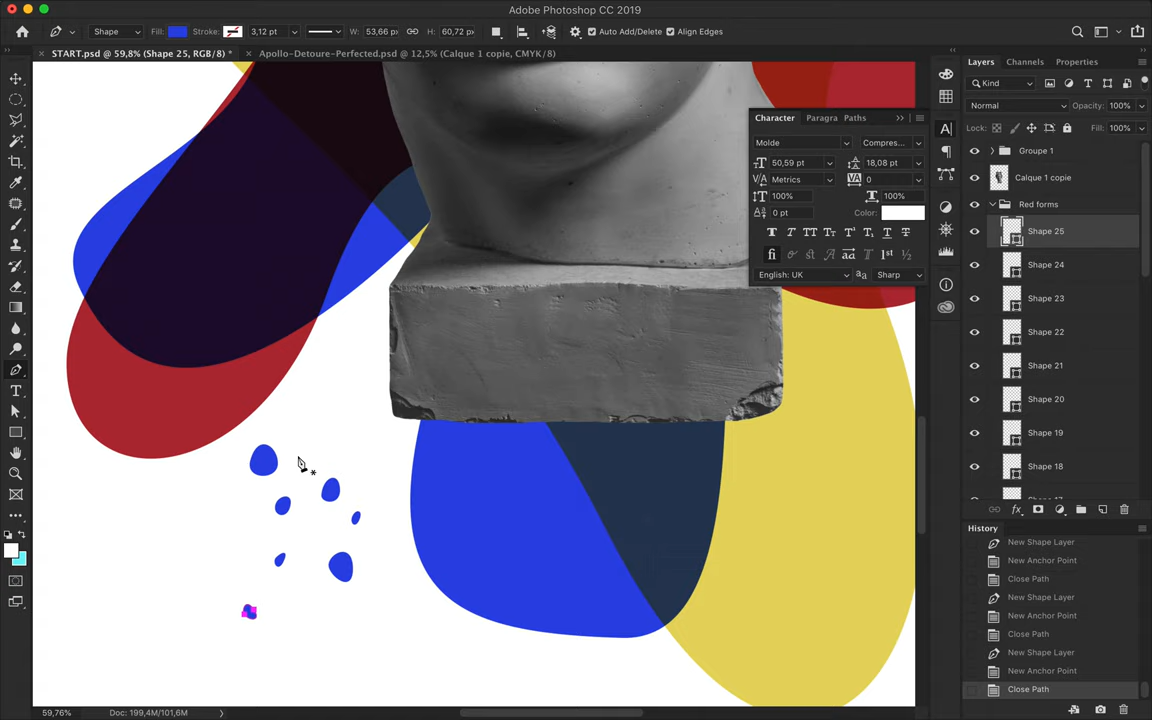 Adobe Photoshop CC 2019
Shape
Fill:
Stroke:
3,12 pt
W: 53,66 px
H: 60,72 px
Auto Add/Delete
Align Edges
START.psd @ 59,8% (Shape 25, RGB/8) *
Apollo-Detoure-Perfected.psd @ 12,5% (Calque 1 copie, CMYK/8)
Layers
Channels
Properties
Kind
Normal
Opacity: 100%
Lock:
Fill: 100%
Groupe 1
Calque 1 copie
Red forms
Shape 25
Shape 24
Shape 23
Shape 22
Shape 21
Shape 20
Shape 19
Shape 18
Character
Paragra
Paths
Molde
Compres...
50,59 pt
18,08 pt
Metrics
0
100%
100%
0 pt
Color:
English: UK
Sharp
History
New Shape Layer
New Anchor Point
Close Path
New Shape Layer
New Anchor Point
Close Path
New Shape Layer
New Anchor Point
Close Path
59,76%
Doc: 199,4M/101,6M